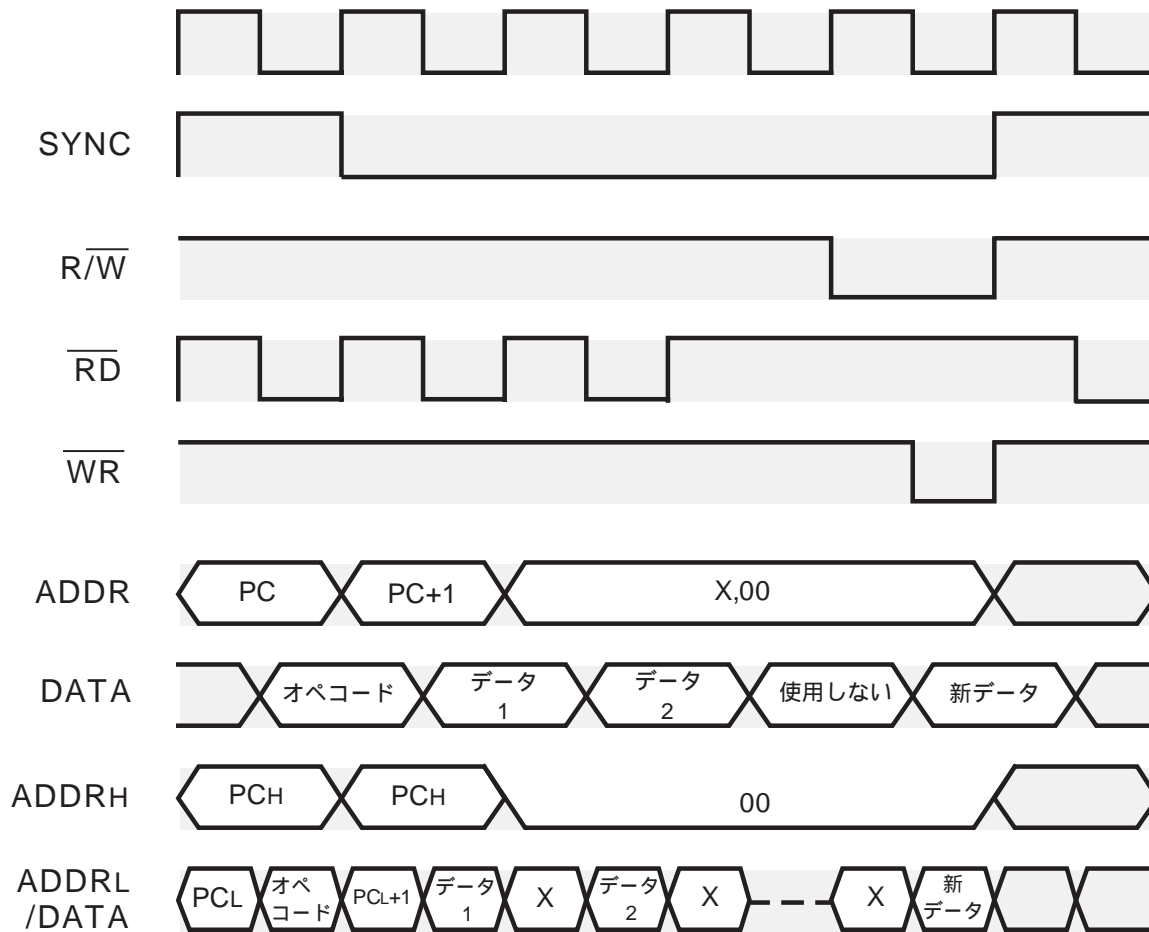 SYNC
R/W
RD
WR
ADDR
PC
PC+1
X,00
DATA
オペコード
データ
1
データ
2
使用しない
新データ
ADDRH
PCH
PCH
00
ADDRL
/DATA
PCL
オペ
コード
PCL+1
データ
1
X
データ
2
X
X
新
データ